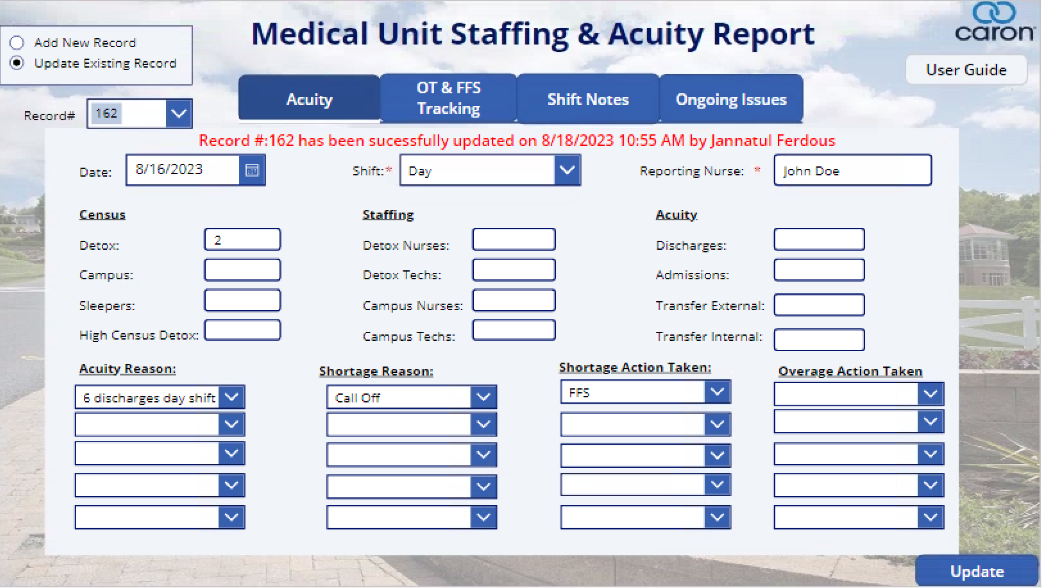 Medical Unit Staffing & Acuity Report
caron
Add New Record
Update Existing Record
User Guide
Record# 162
Acuity
OT & FFS
Tracking
Shift Notes
Ongoing Issues
Record #:162 has been sucessfully updated on 8/18/2023 10:55 AM by Jannatul Ferdous
Date: 8/16/2023 Shift:* Day Reporting Nurse: * John Doe
Census Staffing Acuity
Detox: 2 Detox Nurses: Discharges:
Campus: Detox Techs: Admissions:
Sleepers: Campus Nurses: Transfer External:
High Census Detox: Campus Techs: Transfer Internal:
Acuity Reason: Shortage Reason: Shortage Action Taken: Overage Action Taken
6 discharges day shift Call Off FFS
Update